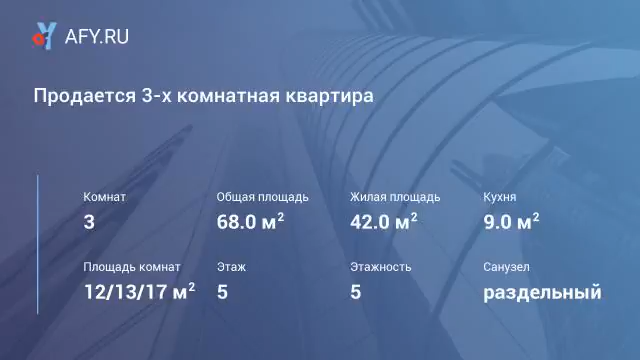 AFY.RU
Продается 3-х комнатная квартира
Комнат Общая площадь Жилая площадь Кухня
3 68.0 м² 42.0 м² 9.0 м²
Площадь комнат Этаж Этажность Санузел
12/13/17 м² 5 5 раздельный